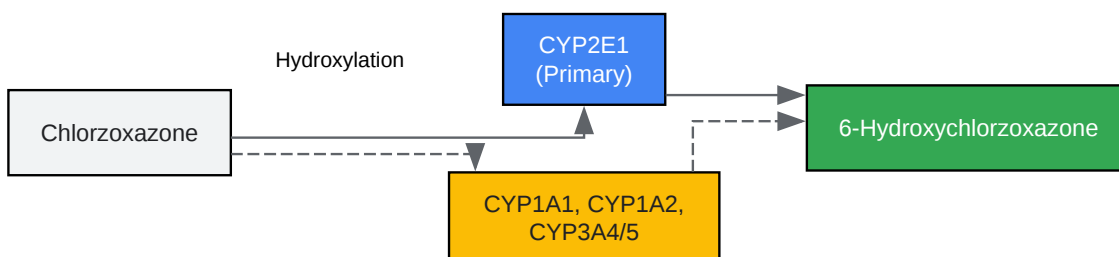 Hydroxylation
CYP2E1
(Primary)
Chlorzoxazone
6-Hydroxychlorzoxazone
CYP1A1, CYP1A2,
CYP3A4/5